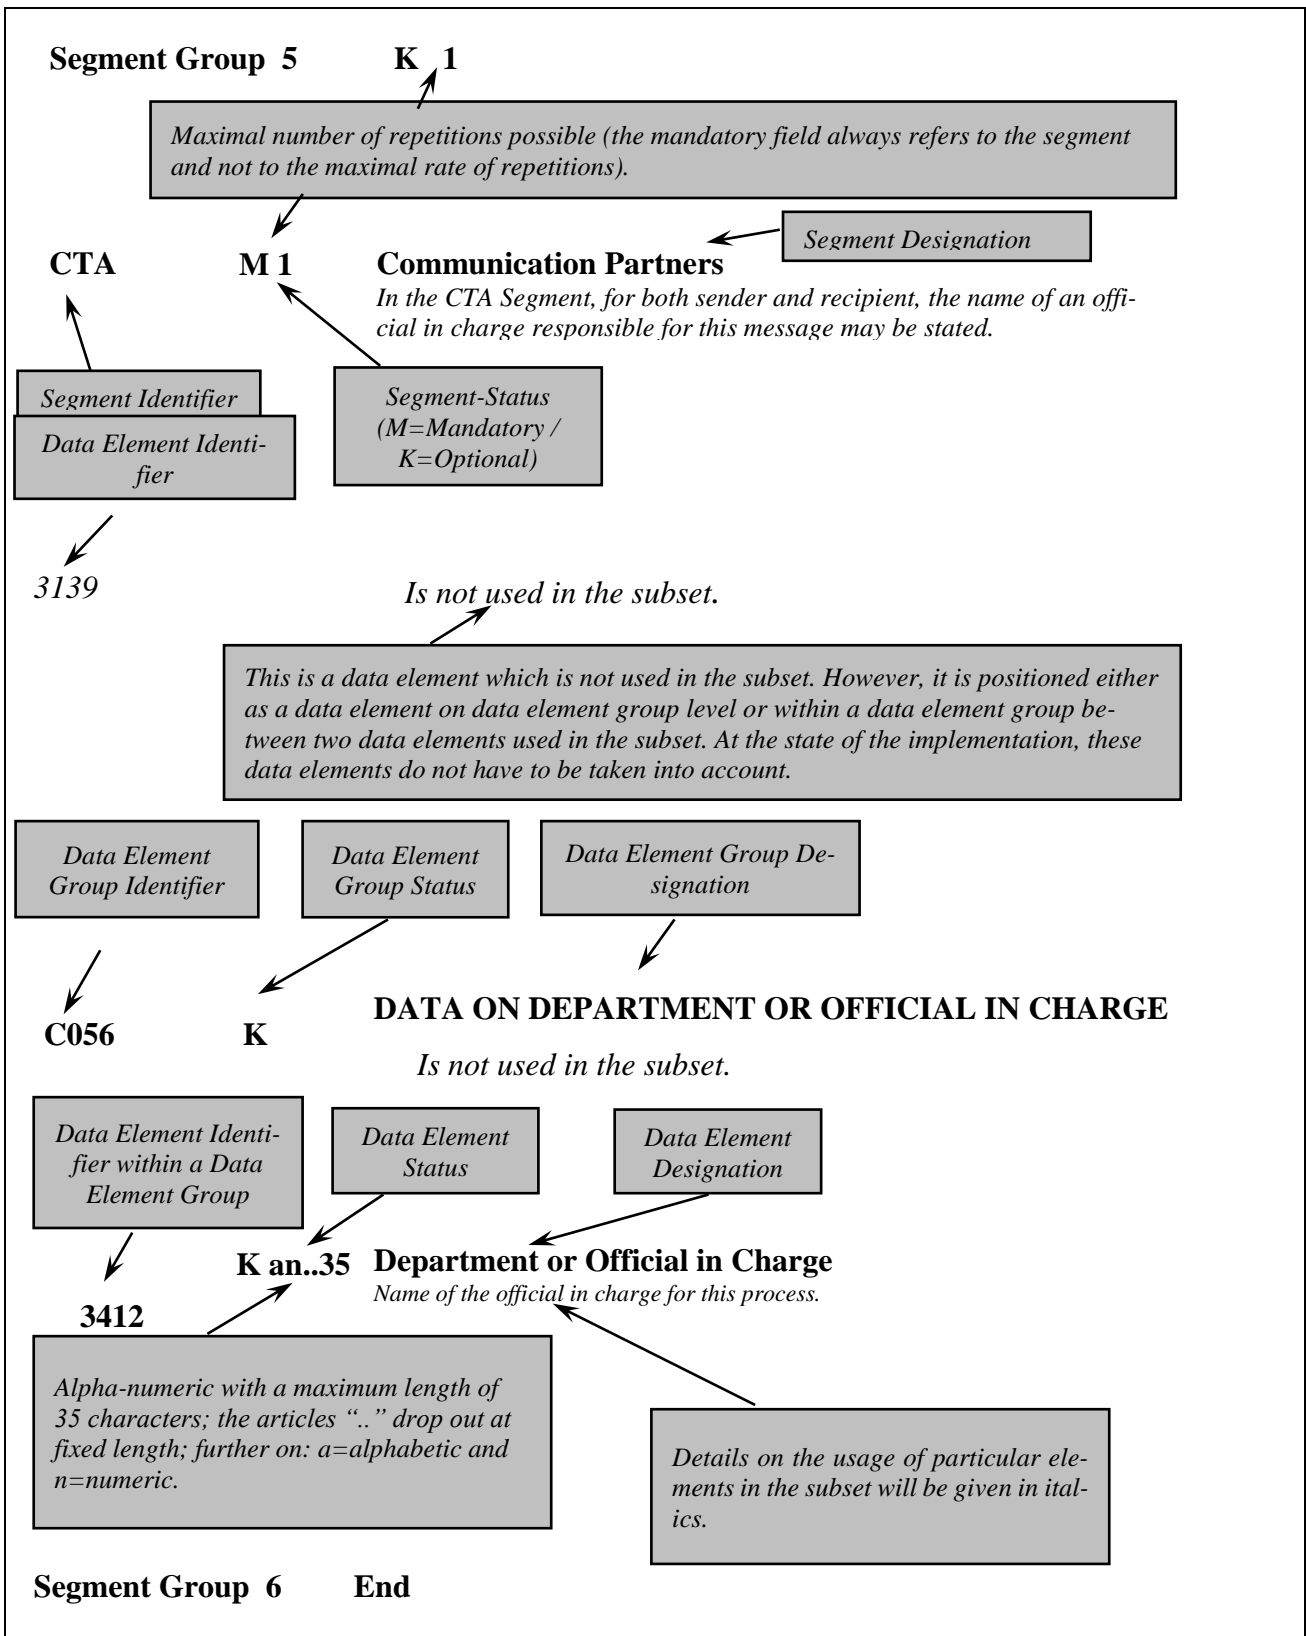 Segment Group 5 K 1
Maximal number of repetitions possible (the mandatory field always refers to the segment
and not to the maximal rate of repetitions).
Segment Designation
CTA M 1 Communication Partners
In the CTA Segment, for both sender and recipient, the name of an offi-
cial in charge responsible for this message may be stated.
Segment Identifier
Segment-Status
(M=Mandatory /
K=Optional)
Data Element Identi-
fier
3139 Is not used in the subset.
This is a data element which is not used in the subset. However, it is positioned either
as a data element on data element group level or within a data element group be-
tween two data elements used in the subset. At the state of the implementation, these
data elements do not have to be taken into account.
Data Element
Group Identifier
Data Element
Group Status
Data Element Group De-
signation
C056 K DATA ON DEPARTMENT OR OFFICIAL IN CHARGE
Is not used in the subset.
Data Element Identi-
fier within a Data
Element Group
Data Element
Status
Data Element
Designation
K an..35 Department or Official in Charge
Name of the official in charge for this process.
3412
Alpha-numeric with a maximum length of
35 characters; the articles “..” drop out at
fixed length; further on: a=alphabetic and
n=numeric.
Details on the usage of particular ele-
ments in the subset will be given in ital-
ics.
Segment Group 6 End